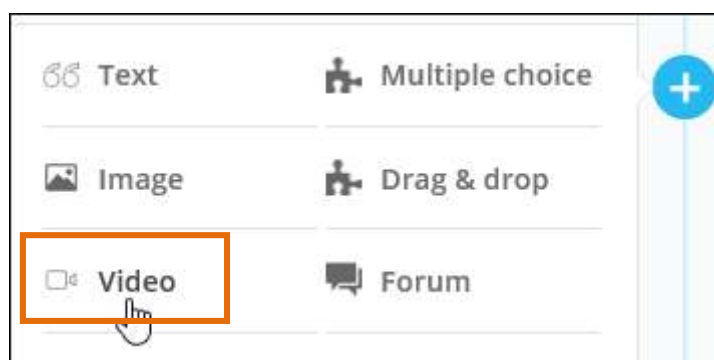 Text
Multiple choice
Image
Drag & drop
Video
Forum